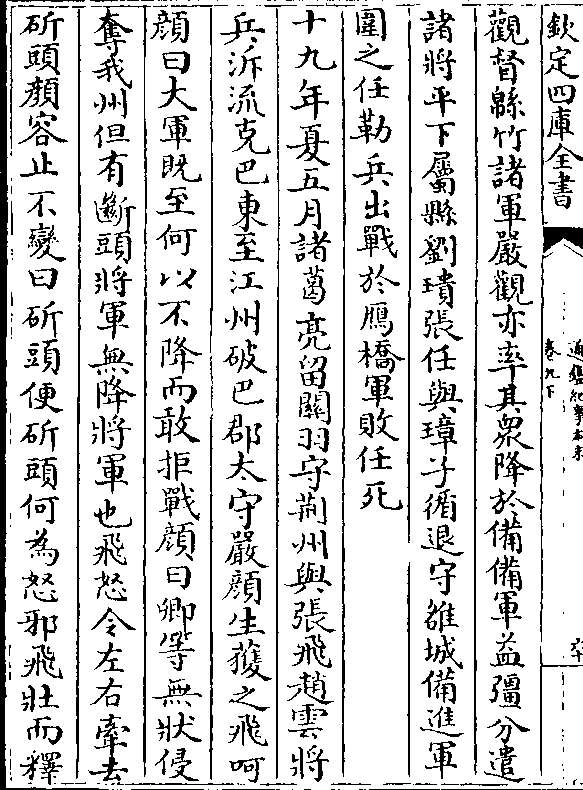 欽定四庫全書
通鑑紀事本末
卷九下
六十
觀督緜竹諸軍嚴觀亦率其衆降於備備軍益彊分遣
諸將平下屬縣劉璝張任與璋子循退守雒城備進軍
圍之任勒兵出戰於鴈橋軍敗任死
十九年夏五月諸葛亮留關羽守荆州與張飛趙雲將
兵泝流克巴東至江州破巴郡太守嚴顔生獲之飛呵
顔曰大軍既至何以不降而敢拒戰顔曰卿等無狀侵
奪我州但有斷頭將軍無降將軍也飛怒令左右牽去
斫頭顔容止不變曰斫頭便斫頭何為怒邪飛壯而釋